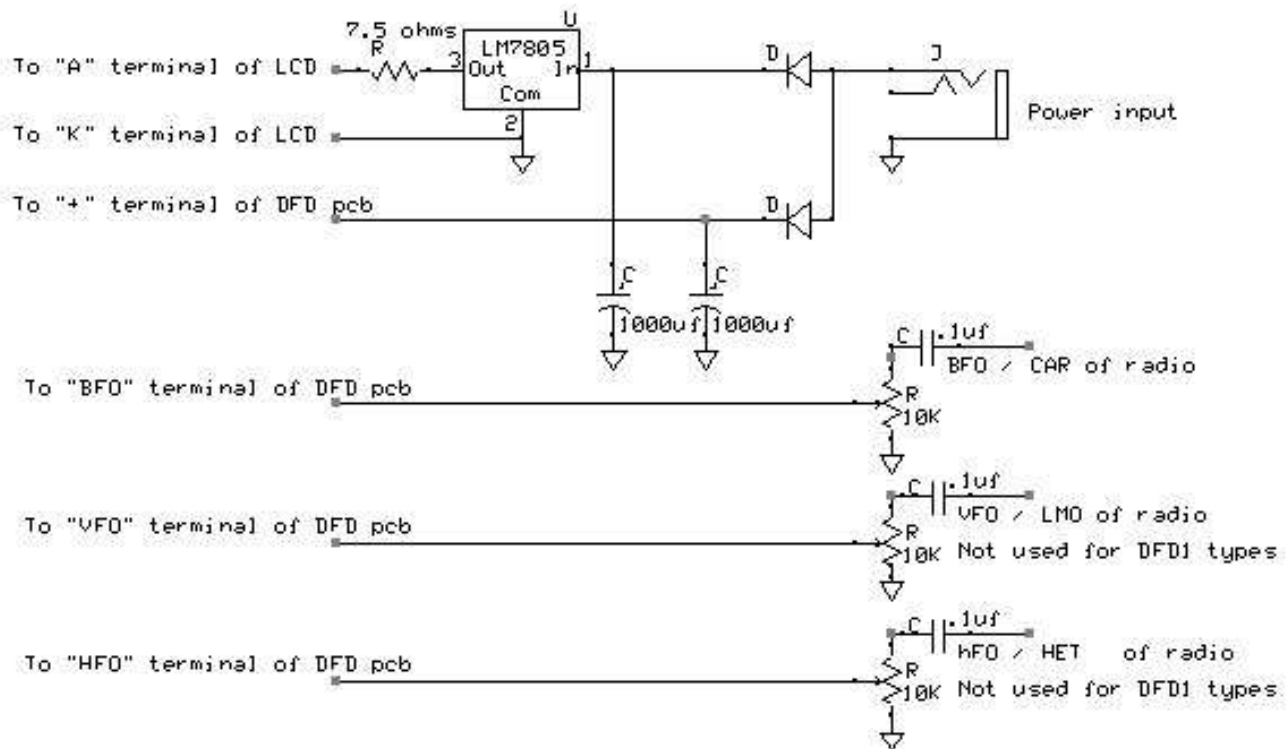 7.5 ohms
R
U
LM7805
3 Out In 1
Com
2
D
J
To "A" terminal of LCD
To "K" terminal of LCD
Power input
To "+" terminal of DFD pcb
D
C
1000uf
C
1000uf
C .1uf
BFO / CAR of radio
To "BFO" terminal of DFD pcb
R
10K
C .1uf
VFO / LMO of radio
To "VFO" terminal of DFD pcb
R
10K Not used for DFD1 types
C .1uf
hFO / HET of radio
To "HFO" terminal of DFD pcb
R
10K Not used for DFD1 types